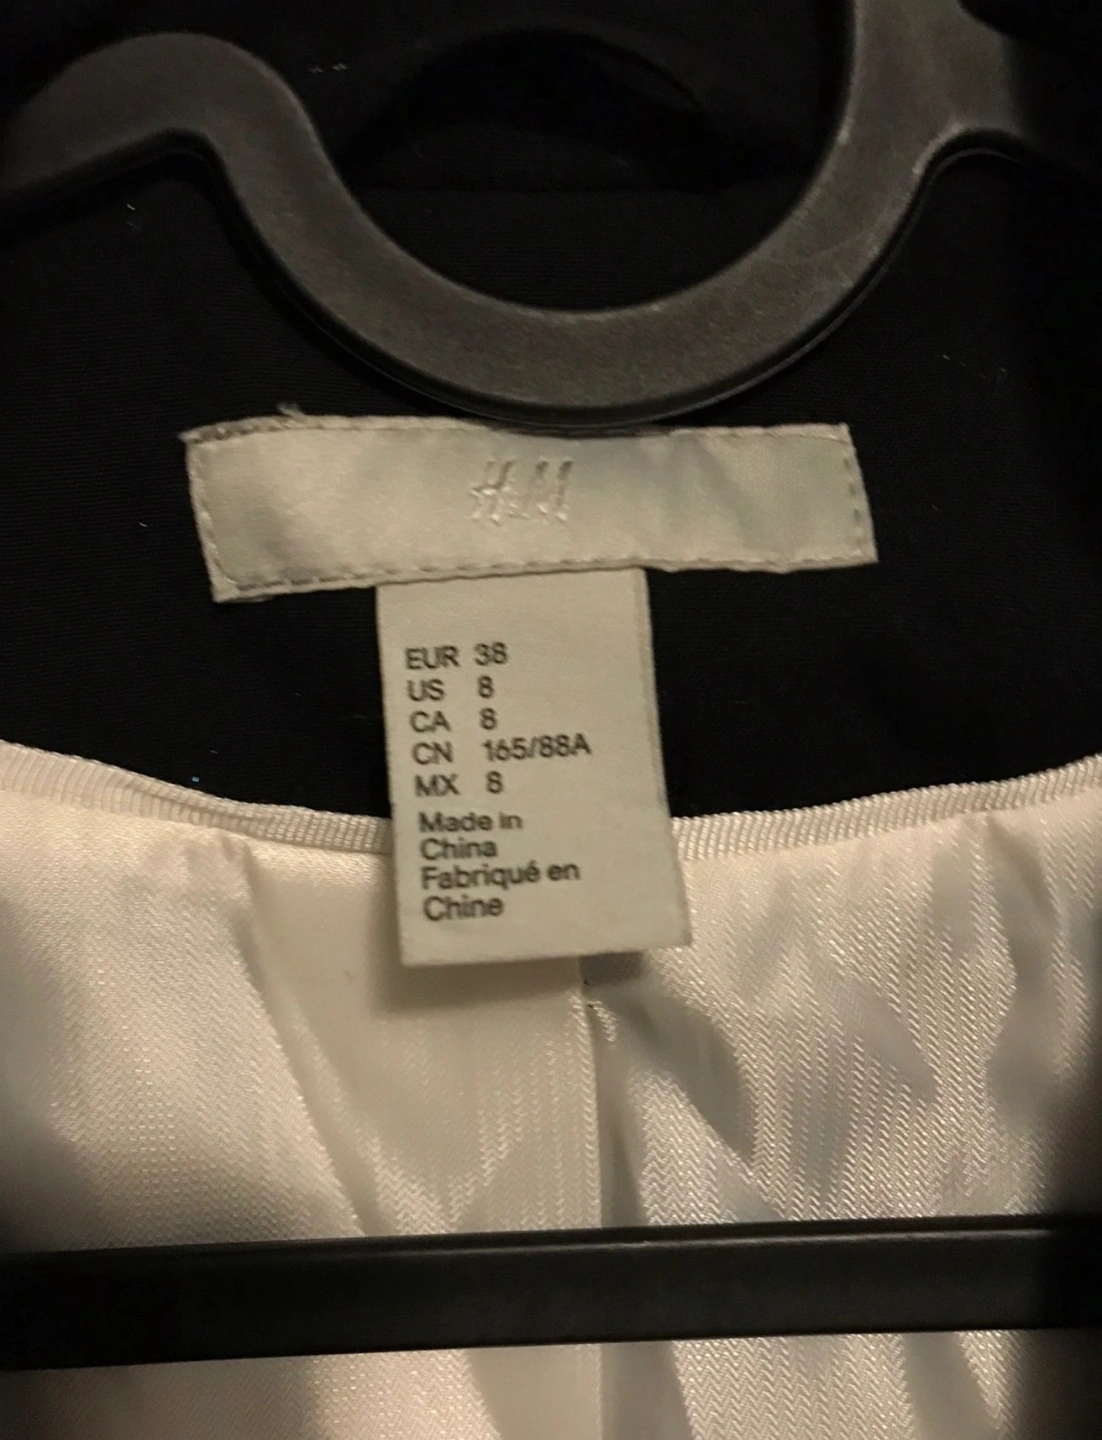 H&M
EUR 38
US 8
CA 8
CN 165/88A
MX 8
Made in
China
Fabriqué en
Chine